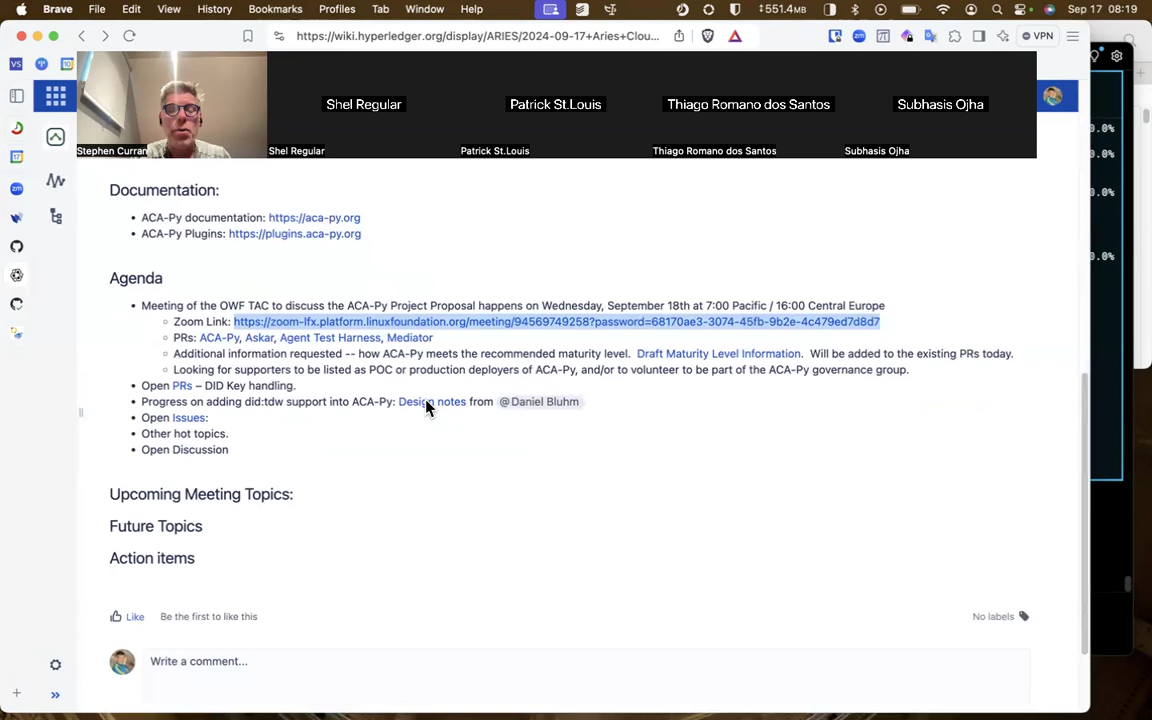 Brave File Edit View History Bookmarks Profiles Tab Window Help 551.4MB Sep 17 08:19
https://wiki.hyperledger.org/display/ARIES/2024-09-17+Aries+Clou... VPN
Shel Regular Patrick St.Louis Thiago Romano dos Santos Subhasis Ojha
Stephen Curran Shel Regular Patrick St.Louis Thiago Romano dos Santos Subhasis Ojha
Documentation:
• ACA-Py documentation: https://aca-py.org
• ACA-Py Plugins: https://plugins.aca-py.org
Agenda
• Meeting of the OWF TAC to discuss the ACA-Py Project Proposal happens on Wednesday, September 18th at 7:00 Pacific / 16:00 Central Europe
Zoom Link: https://zoom-lfx.platform.linuxfoundation.org/meeting/94569749258?password=68170ae3-3074-45fb-9b2e-4c479ed7d8d7
PRs: ACA-Py, Askar, Agent Test Harness, Mediator
Additional information requested -- how ACA-Py meets the recommended maturity level. Draft Maturity Level Information. Will be added to the existing PRs today.
Looking for supporters to be listed as POC or production deployers of ACA-Py, and/or to volunteer to be part of the ACA-Py governance group.
• Open PRs – DID Key handling.
• Progress on adding did:tdw support into ACA-Py: Design notes from @Daniel Bluhm
• Open Issues:
• Other hot topics.
• Open Discussion
Upcoming Meeting Topics:
Future Topics
Action items
Like Be the first to like this No labels
Write a comment...
0.0%
0.0%
0.0%
0.0%